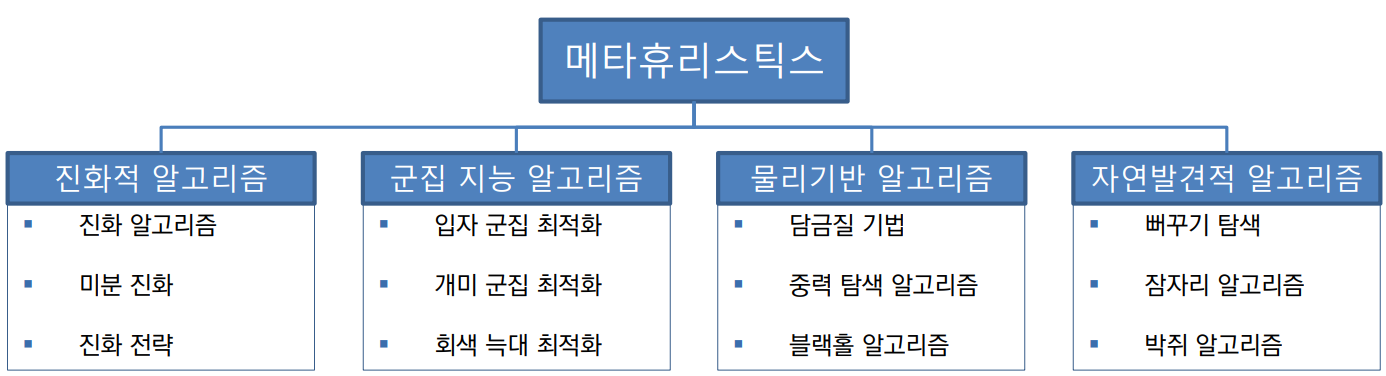 메타휴리스틱스
진화적 알고리즘
▪ 진화 알고리즘
▪ 미분 진화
▪ 진화 전략
군집 지능 알고리즘
▪ 입자 군집 최적화
▪ 개미 군집 최적화
▪ 회색 늑대 최적화
물리기반 알고리즘
▪ 담금질 기법
▪ 중력 탐색 알고리즘
▪ 블랙홀 알고리즘
자연발견적 알고리즘
▪ 뻐꾸기 탐색
▪ 잠자리 알고리즘
▪ 박쥐 알고리즘